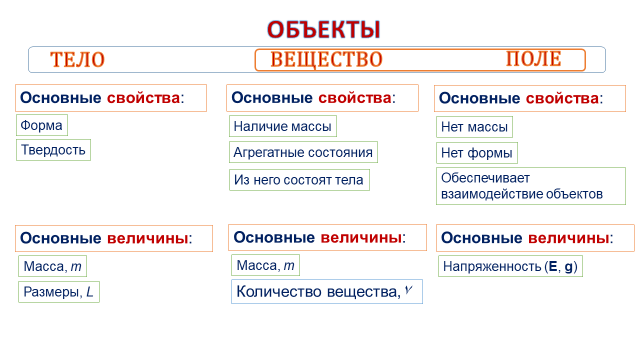 ОБЪЕКТЫ
ТЕЛО ВЕЩЕСТВО ПОЛЕ
Основные свойства: Основные свойства: Основные свойства:
Форма
Твердость
Наличие массы
Агрегатные состояния
Из него состоят тела
Нет массы
Нет формы
Обеспечивает
взаимодействие объектов
Основные величины: Основные величины: Основные величины:
Масса, m
Размеры, L
Масса, m
Количество вещества,
Напряженность (E, g)